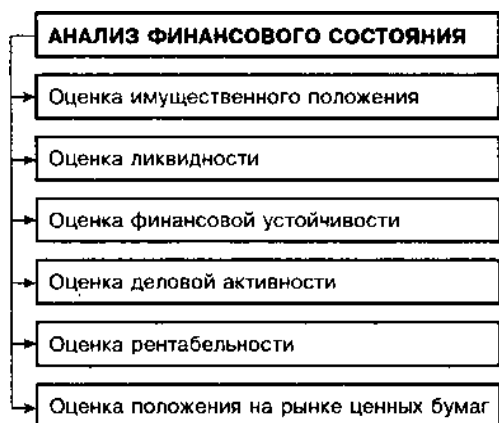 АНАЛИЗ ФИНАНСОВОГО СОСТОЯНИЯ
Оценка имущественного положения
Оценка ликвидности
Оценка финансовой устойчивости
Оценка деловой активности
Оценка рентабельности
Оценка положения на рынке ценных бумаг